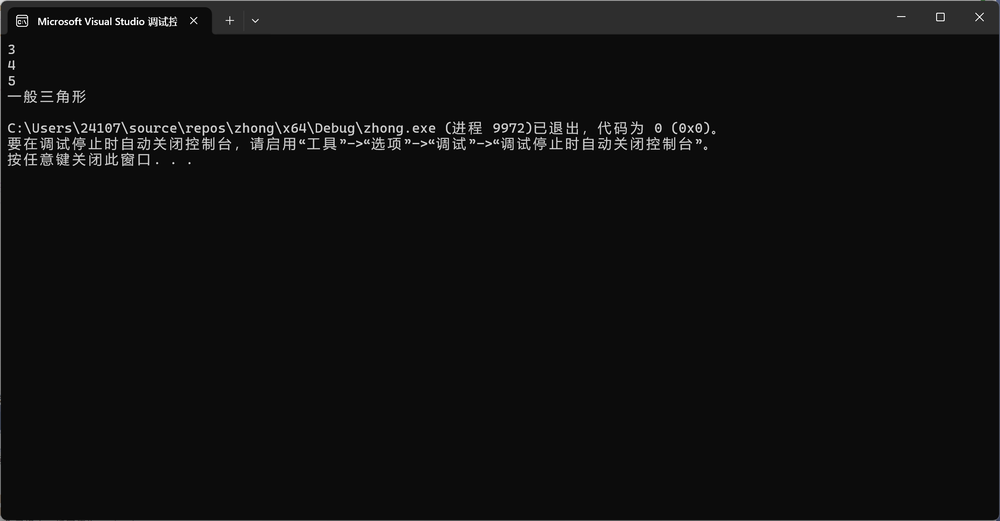 Microsoft Visual Studio 调试控
3
4
5
一般三角形
C:\Users\24107\source\repos\zhong\x64\Debug\zhong.exe (进程 9972)已退出，代码为 0 (0x0)。
要在调试停止时自动关闭控制台，请启用“工具”->“选项”->“调试”->“调试停止时自动关闭控制台”。
按任意键关闭此窗口. . .